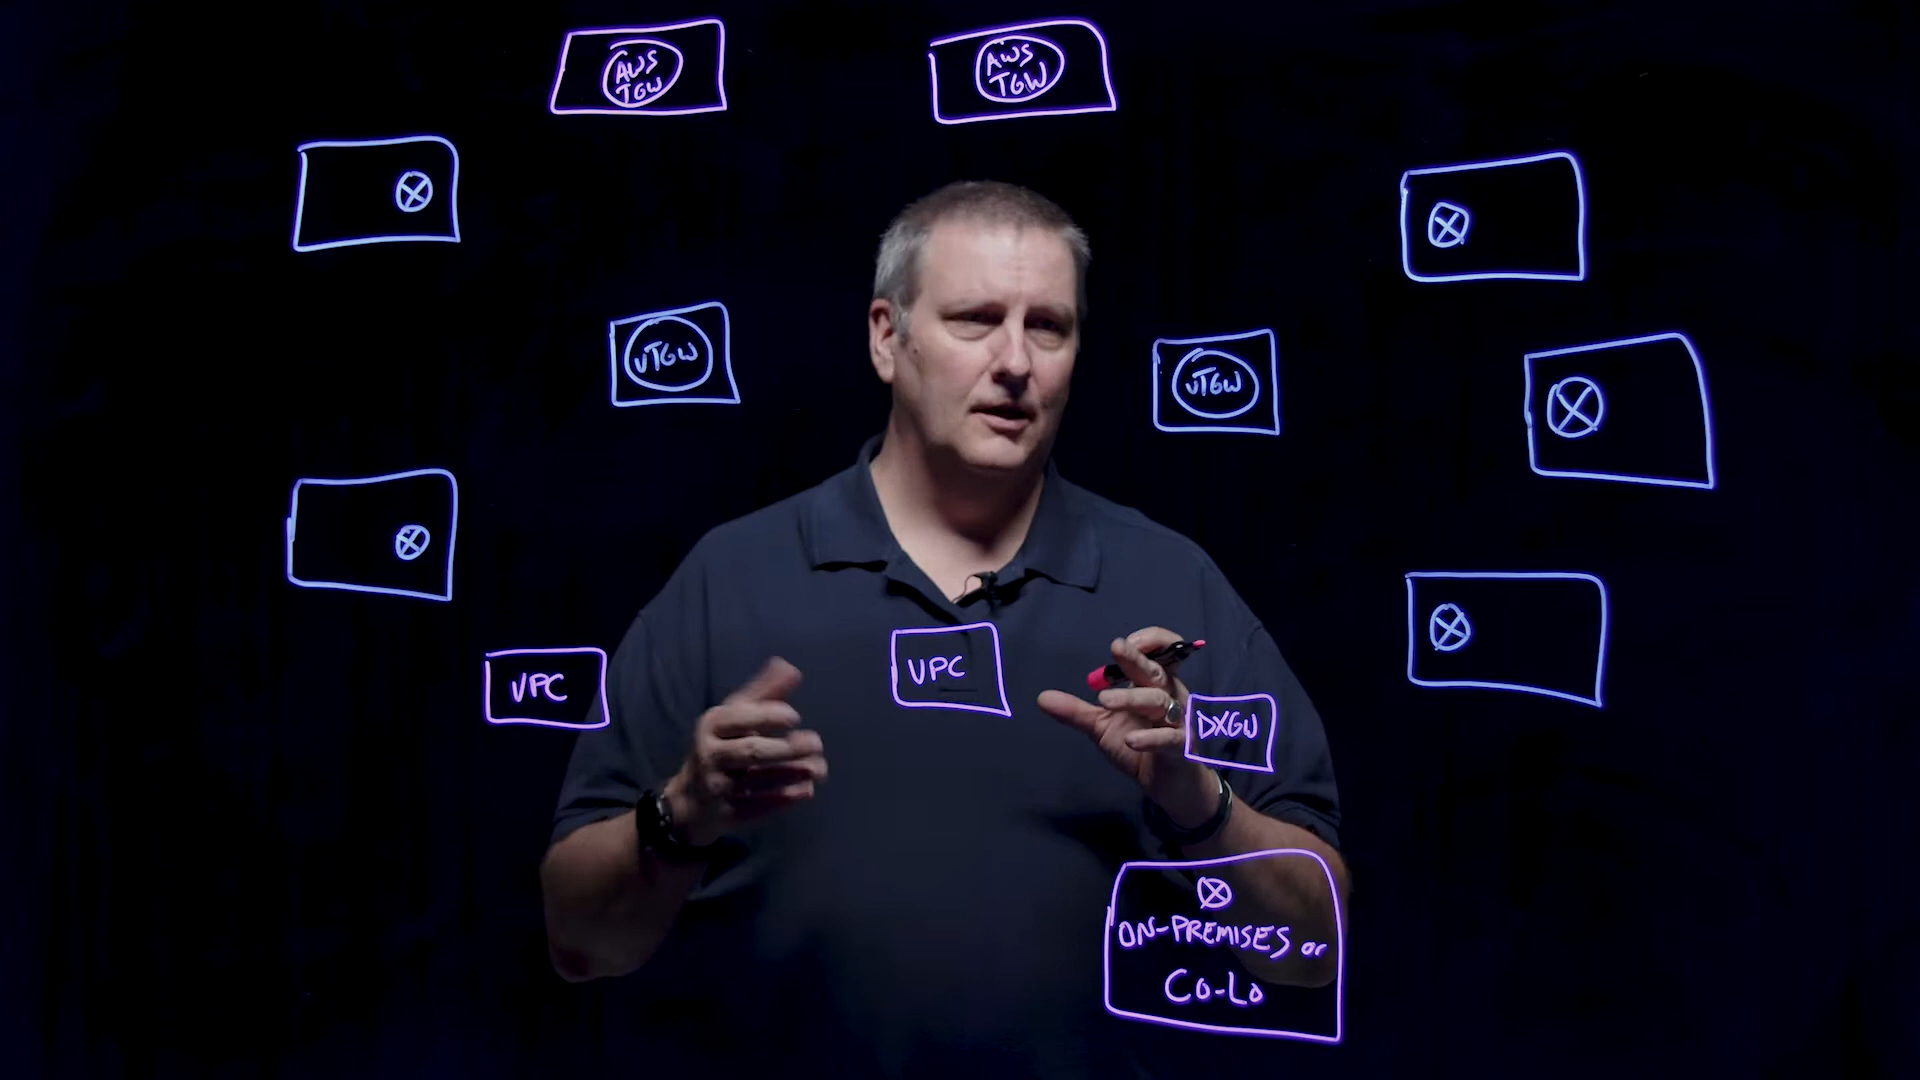 AWS
TGW
AWS
TGW
vTGW
vTGW
VPC
VPC
DXGW
ON-PREMISES or
Co-Lo